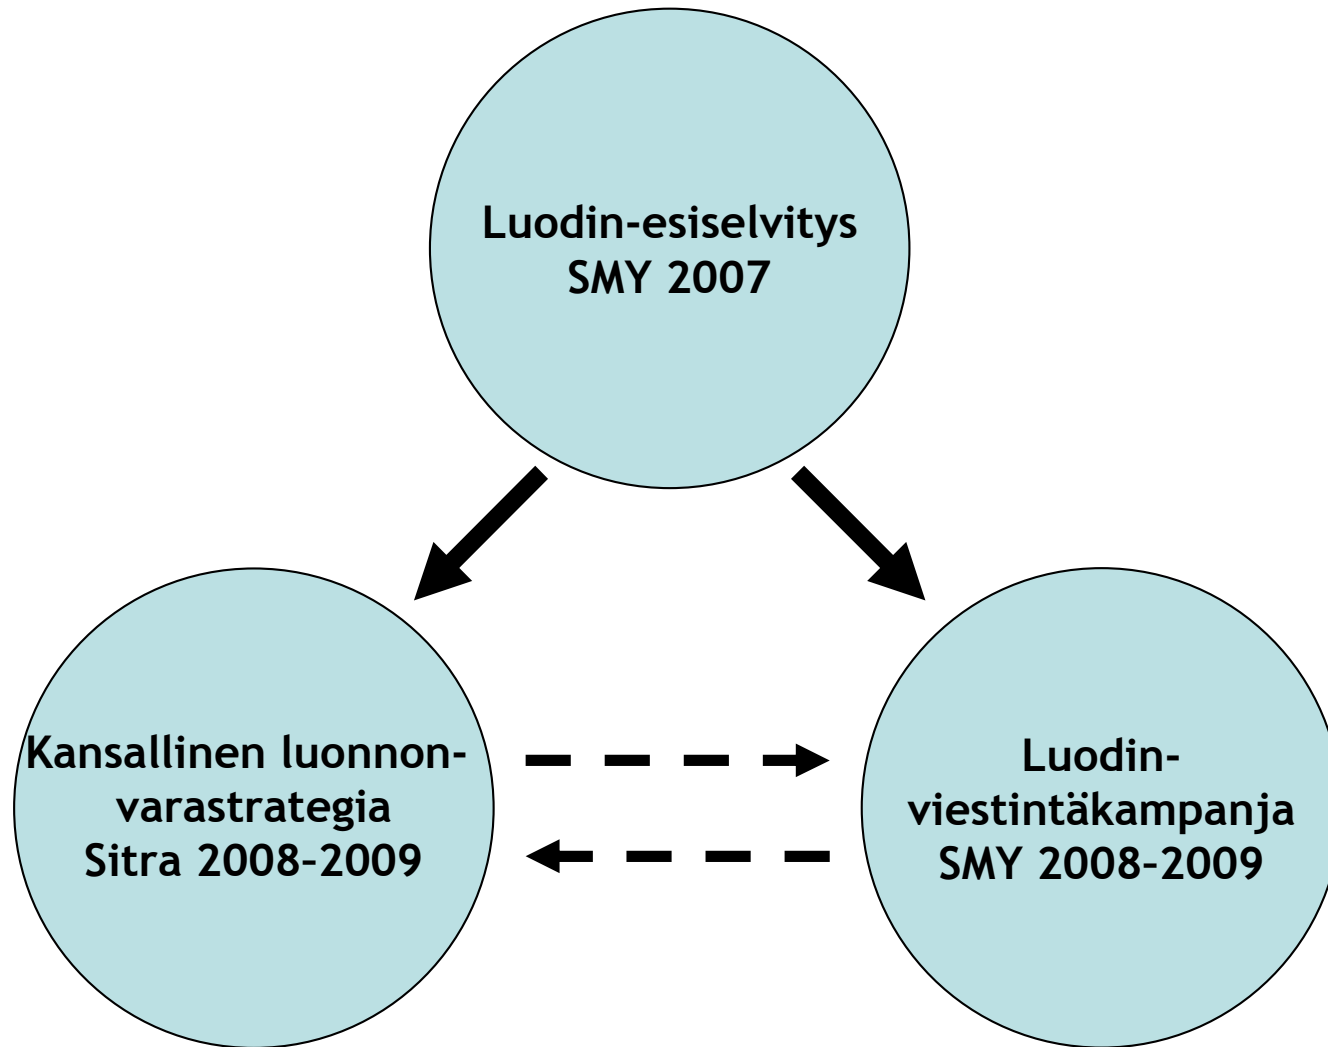 Luodin-esiselvitys
SMY 2007
Kansallinen luonnon-
varastrategia
Sitra 2008–2009
Luodin-
viestintäkampanja
SMY 2008–2009